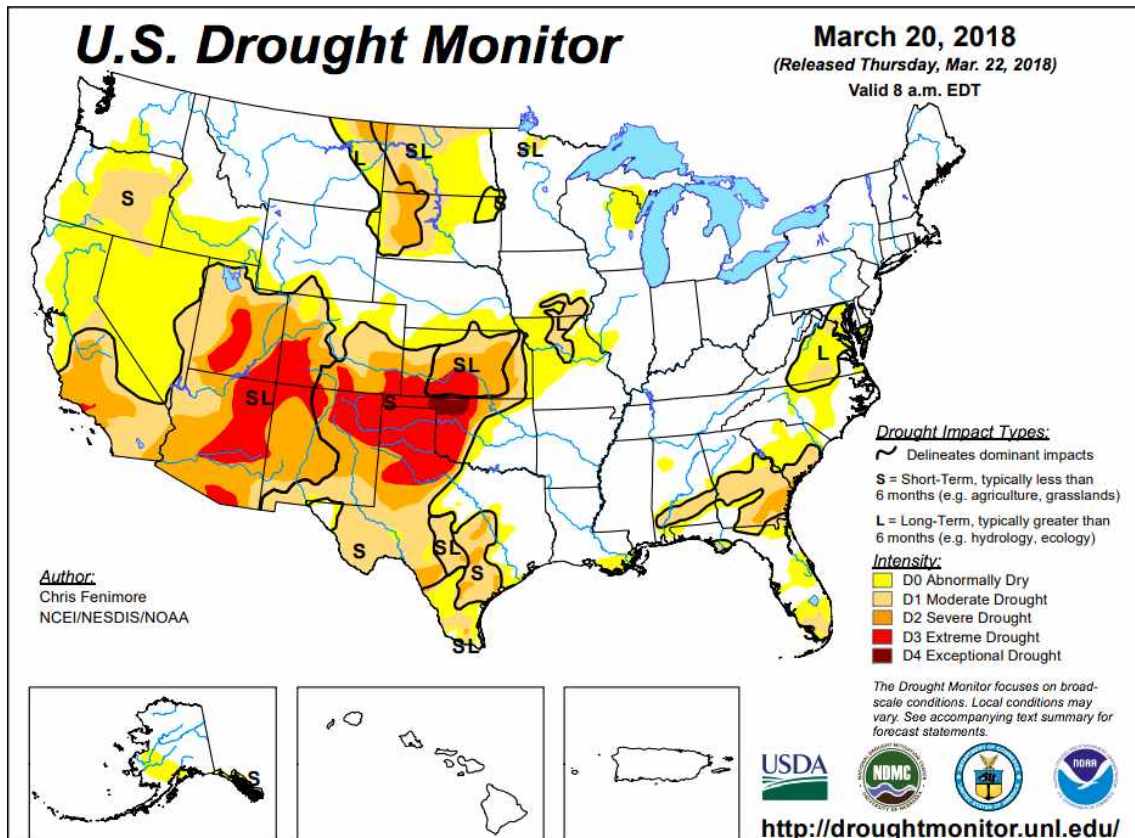 U.S. Drought Monitor
March 20, 2018
(Released Thursday, Mar. 22, 2018)
Valid 8 a.m. EDT
L
SL
SL
S
S
SL
L
L
SL
S
S
SL
S
SL
S
S
Drought Impact Types:
Delineates dominant impacts
S = Short-Term, typically less than
6 months (e.g. agriculture, grasslands)
L = Long-Term, typically greater than
6 months (e.g. hydrology, ecology)
Intensity:
D0 Abnormally Dry
D1 Moderate Drought
D2 Severe Drought
D3 Extreme Drought
D4 Exceptional Drought
Author:
Chris Fenimore
NCEI/NESDIS/NOAA
The Drought Monitor focuses on broad-
scale conditions. Local conditions may
vary. See accompanying text summary for
forecast statements.
USDA
NDMC
NOAA
http://droughtmonitor.unl.edu/